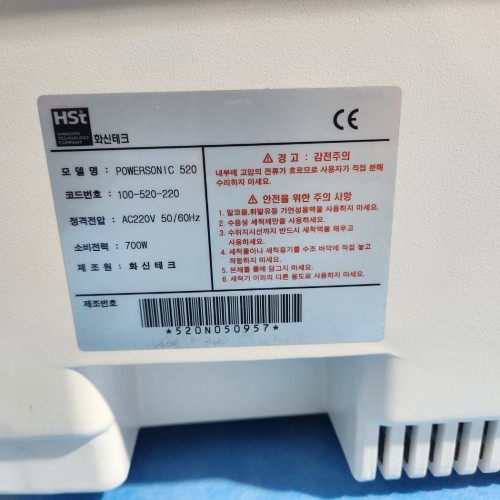 HSt
HWASHIN
TECHNOLOGY
COMPANY
화신테크
CE
모 델 명 : POWERSONIC 520
코드번호 : 100-520-220
정격전압 : AC220V 50/60Hz
소비전력 : 700W
제 조 원 : 화 신 테 크
⚠ 경 고 : 감전주의
내부에 고압의 전류가 흐르므로 사용자가 직접 분해
수리하지 마세요.
⚠ 안전을 위한 주의 사항
1. 알코올,휘발유등 가연성용액을 사용하지 마세요.
2. 수용성 세척제만을 사용하세요.
3. 수위지시선까지 반드시 세척액을 채우고
사용하세요.
4. 세척물이나 세척용기를 수조 바닥에 직접 놓고
작동하지 마세요.
5. 본체를 물에 담그지 마세요.
6. 세척기 이외의 다른 용도로 사용하지 마세요.
제조번호
*520N050957*